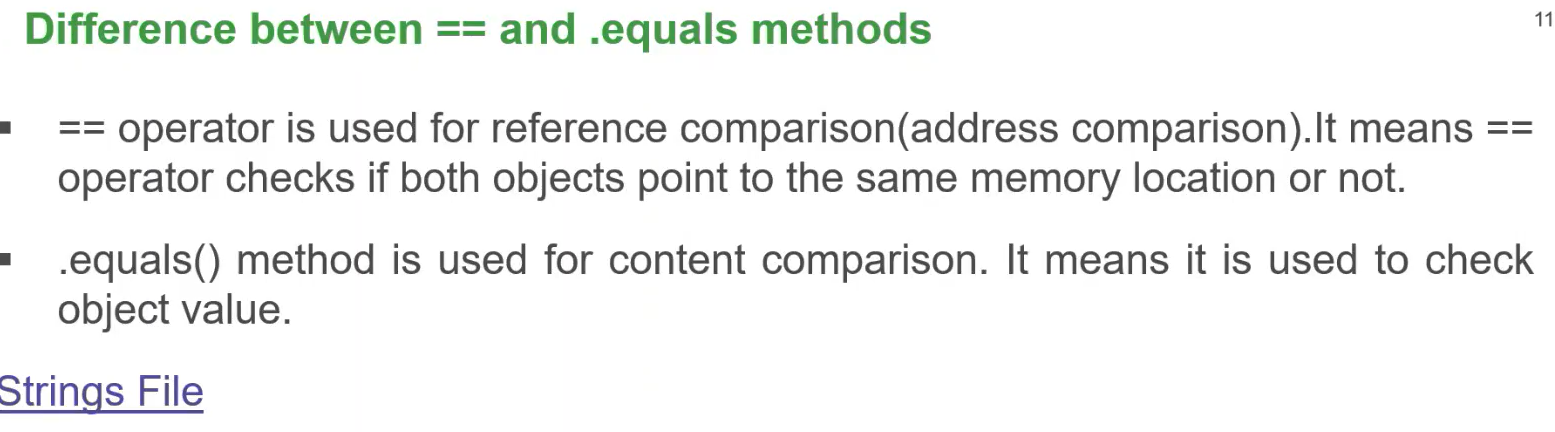 Difference between == and .equals methods
11
▪ == operator is used for reference comparison(address comparison).It means ==
operator checks if both objects point to the same memory location or not.
▪ .equals() method is used for content comparison. It means it is used to check
object value.
Strings File